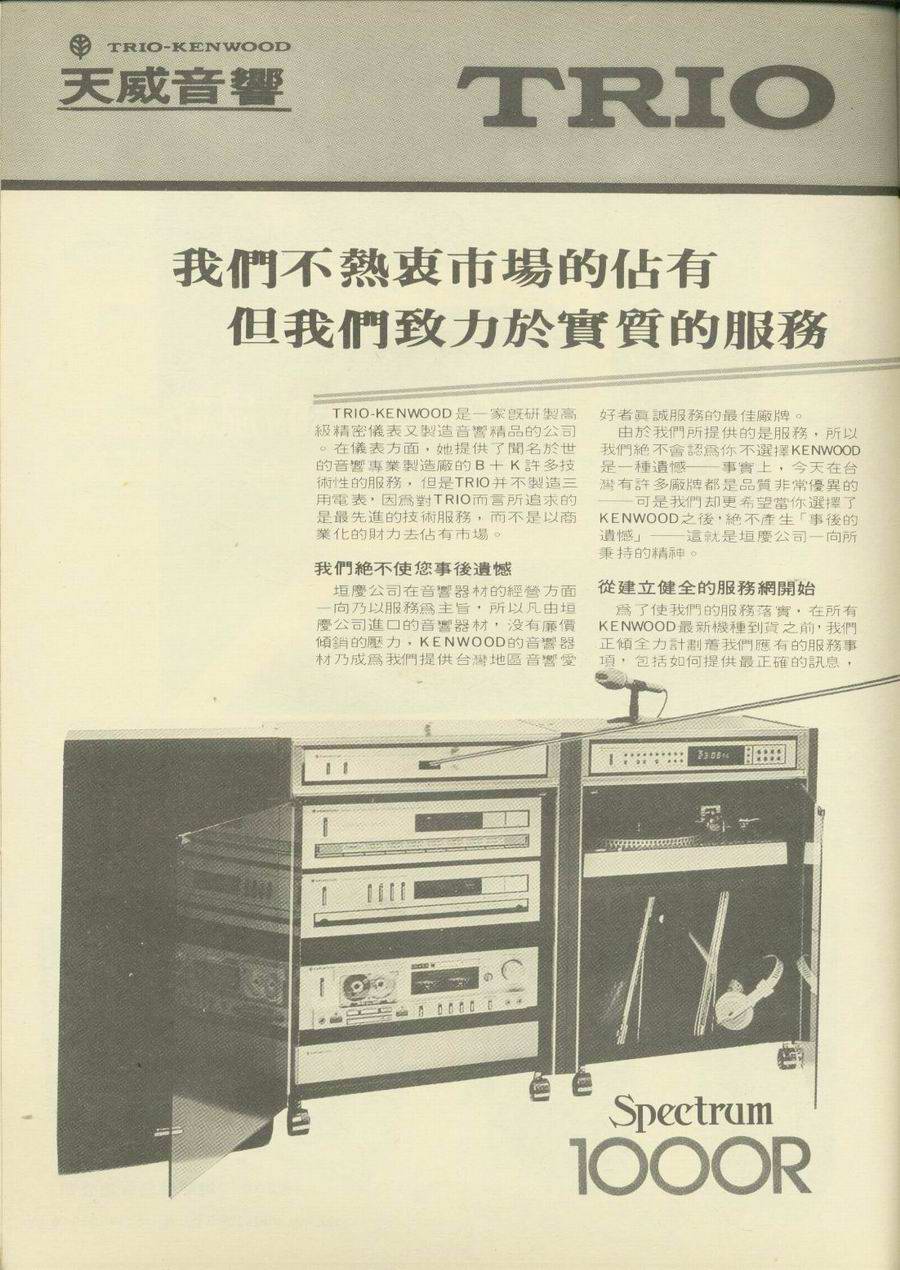 TRIO-KENWOOD
天威音響
TRIO
我們不熱衷市場的佔有
但我們致力於實質的服務
TRIO-KENWOOD是一家既研製高
級精密儀表又製造音響精品的公司
。在儀表方面，她提供了聞名於世
的音響專業製造廠的B＋K許多技
術性的服務，但是TRIO并不製造三
用電表，因爲對TRIO而言所追求的
是最先進的技術服務，而不是以商
業化的財力去佔有市場。
我們絶不使您事後遺憾
垣慶公司在音響器材的經營方面
一向乃以服務爲主旨，所以凡由垣
慶公司進口的音響器材，没有廉價
傾銷的壓力。KENWOOD的音響器
材乃成爲我們提供台灣地區音響愛
好者眞誠服務的最佳廠牌。
由於我們所提供的是服務，所以
我們絶不會認爲你不選擇KENWOOD
是一種遺憾——事實上，今天在台
灣有許多廠牌都是品質非常優異的
——可是我們却更希望當你選擇了
KENWOOD之後，絶不產生「事後的
遺憾」——這就是垣慶公司一向所
秉持的精神。
從建立健全的服務網開始
爲了使我們的服務落實，在所有
KENWOOD最新機種到貨之前，我們
正傾全力計劃着我們應有的服務事
項，包括如何提供最正確的訊息，
Spectrum
1000R